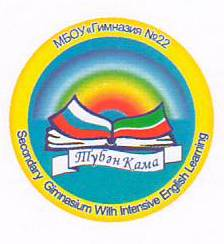 МБОУ «Гимназия №22
Түбән Кама
Secondary Gimnasium With Intensive English Learning